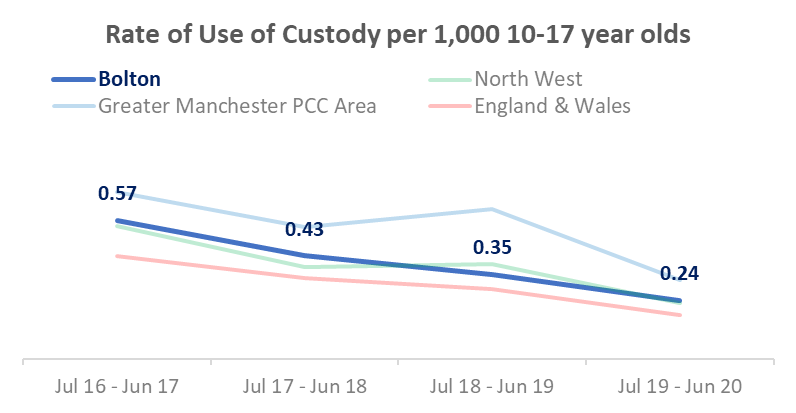 Rate of Use of Custody per 1,000 10-17 year olds
Bolton
North West
Greater Manchester PCC Area
England & Wales
0.57
0.43
0.35
0.24
Jul 16 - Jun 17
Jul 17 - Jun 18
Jul 18 - Jun 19
Jul 19 - Jun 20